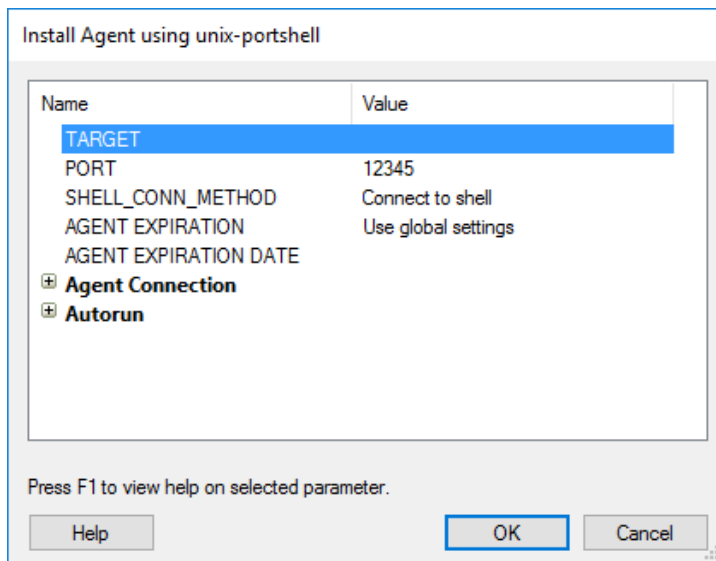 Install Agent using unix-portshell
Name Value
TARGET
PORT 12345
SHELL_CONN_METHOD Connect to shell
AGENT EXPIRATION Use global settings
AGENT EXPIRATION DATE
Agent Connection
Autorun
Press F1 to view help on selected parameter.
Help OK Cancel